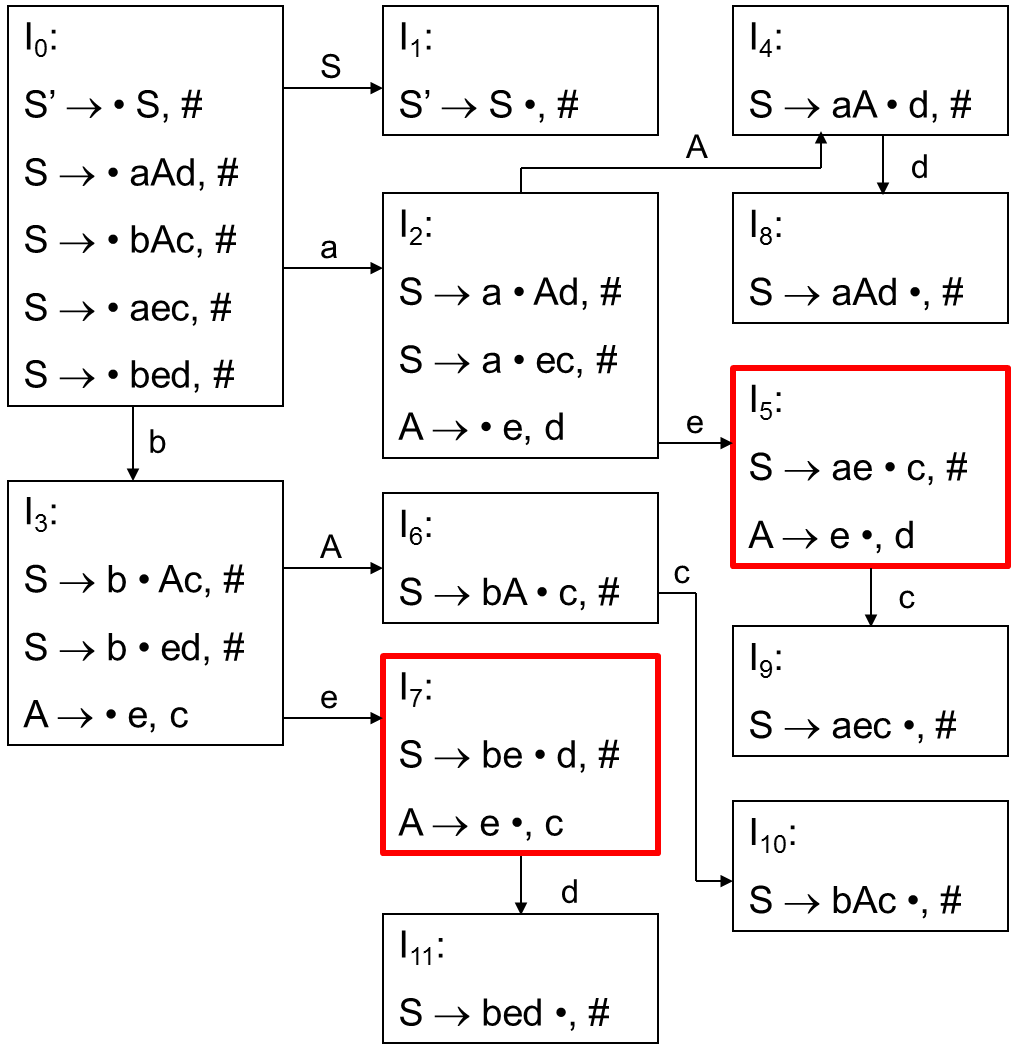 I0:
S’ → • S, #
S → • aAd, #
S → • bAc, #
S → • aec, #
S → • bed, #
S
I1:
S’ → S •, #
a
I2:
S → a • Ad, #
S → a • ec, #
A → • e, d
A
I4:
S → aA • d, #
d
I8:
S → aAd •, #
e
I5:
S → ae • c, #
A → e •, d
c
I9:
S → aec •, #
b
I3:
S → b • Ac, #
S → b • ed, #
A → • e, c
A
I6:
S → bA • c, #
c
I10:
S → bAc •, #
e
I7:
S → be • d, #
A → e •, c
d
I11:
S → bed •, #